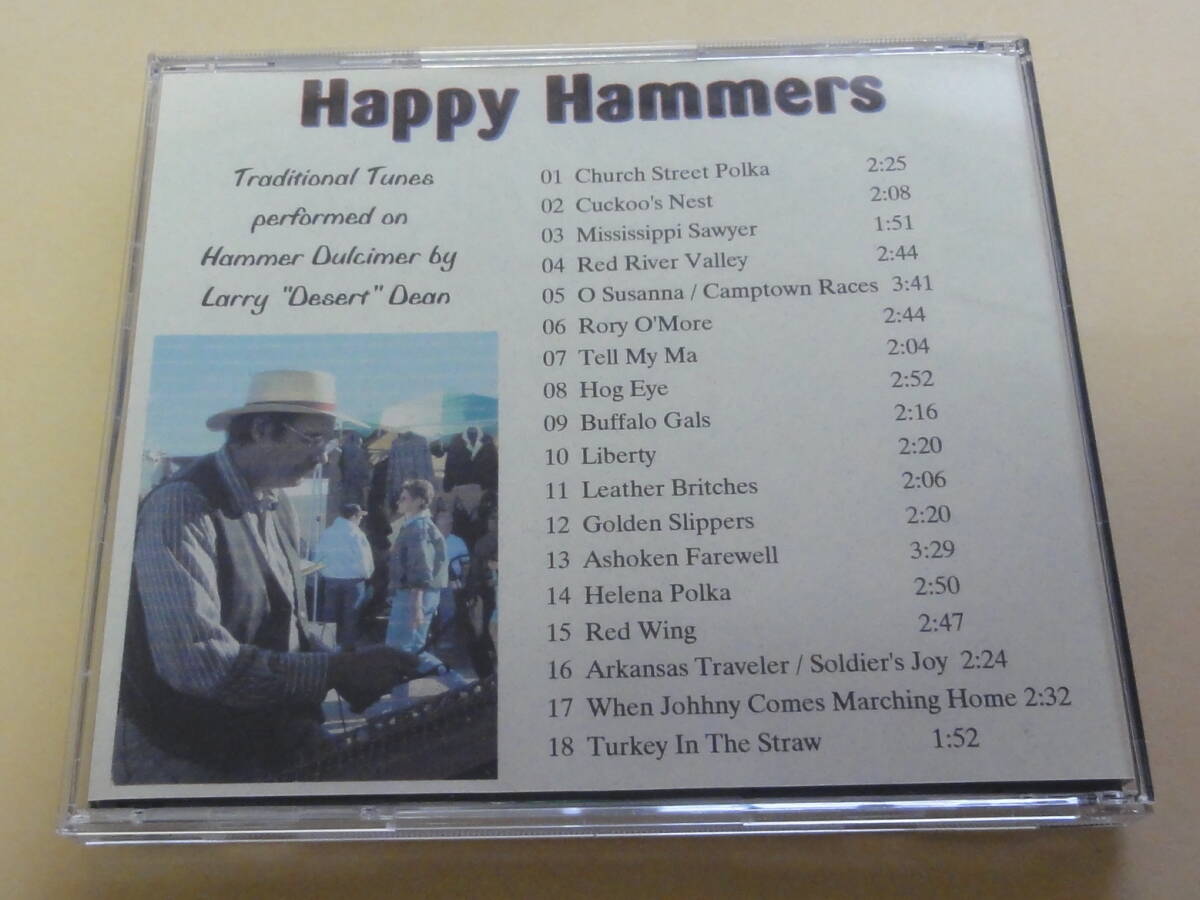 Happy Hammers
Traditional Tunes
performed on
Hammer Dulcimer by
Larry "Desert" Dean
01 Church Street Polka 2:25
02 Cuckoo's Nest 2:08
03 Mississippi Sawyer 1:51
04 Red River Valley 2:44
05 O Susanna / Camptown Races 3:41
06 Rory O'More 2:44
07 Tell My Ma 2:04
08 Hog Eye 2:52
09 Buffalo Gals 2:16
10 Liberty 2:20
11 Leather Britches 2:06
12 Golden Slippers 2:20
13 Ashoken Farewell 3:29
14 Helena Polka 2:50
15 Red Wing 2:47
16 Arkansas Traveler / Soldier's Joy 2:24
17 When Johhny Comes Marching Home 2:32
18 Turkey In The Straw 1:52